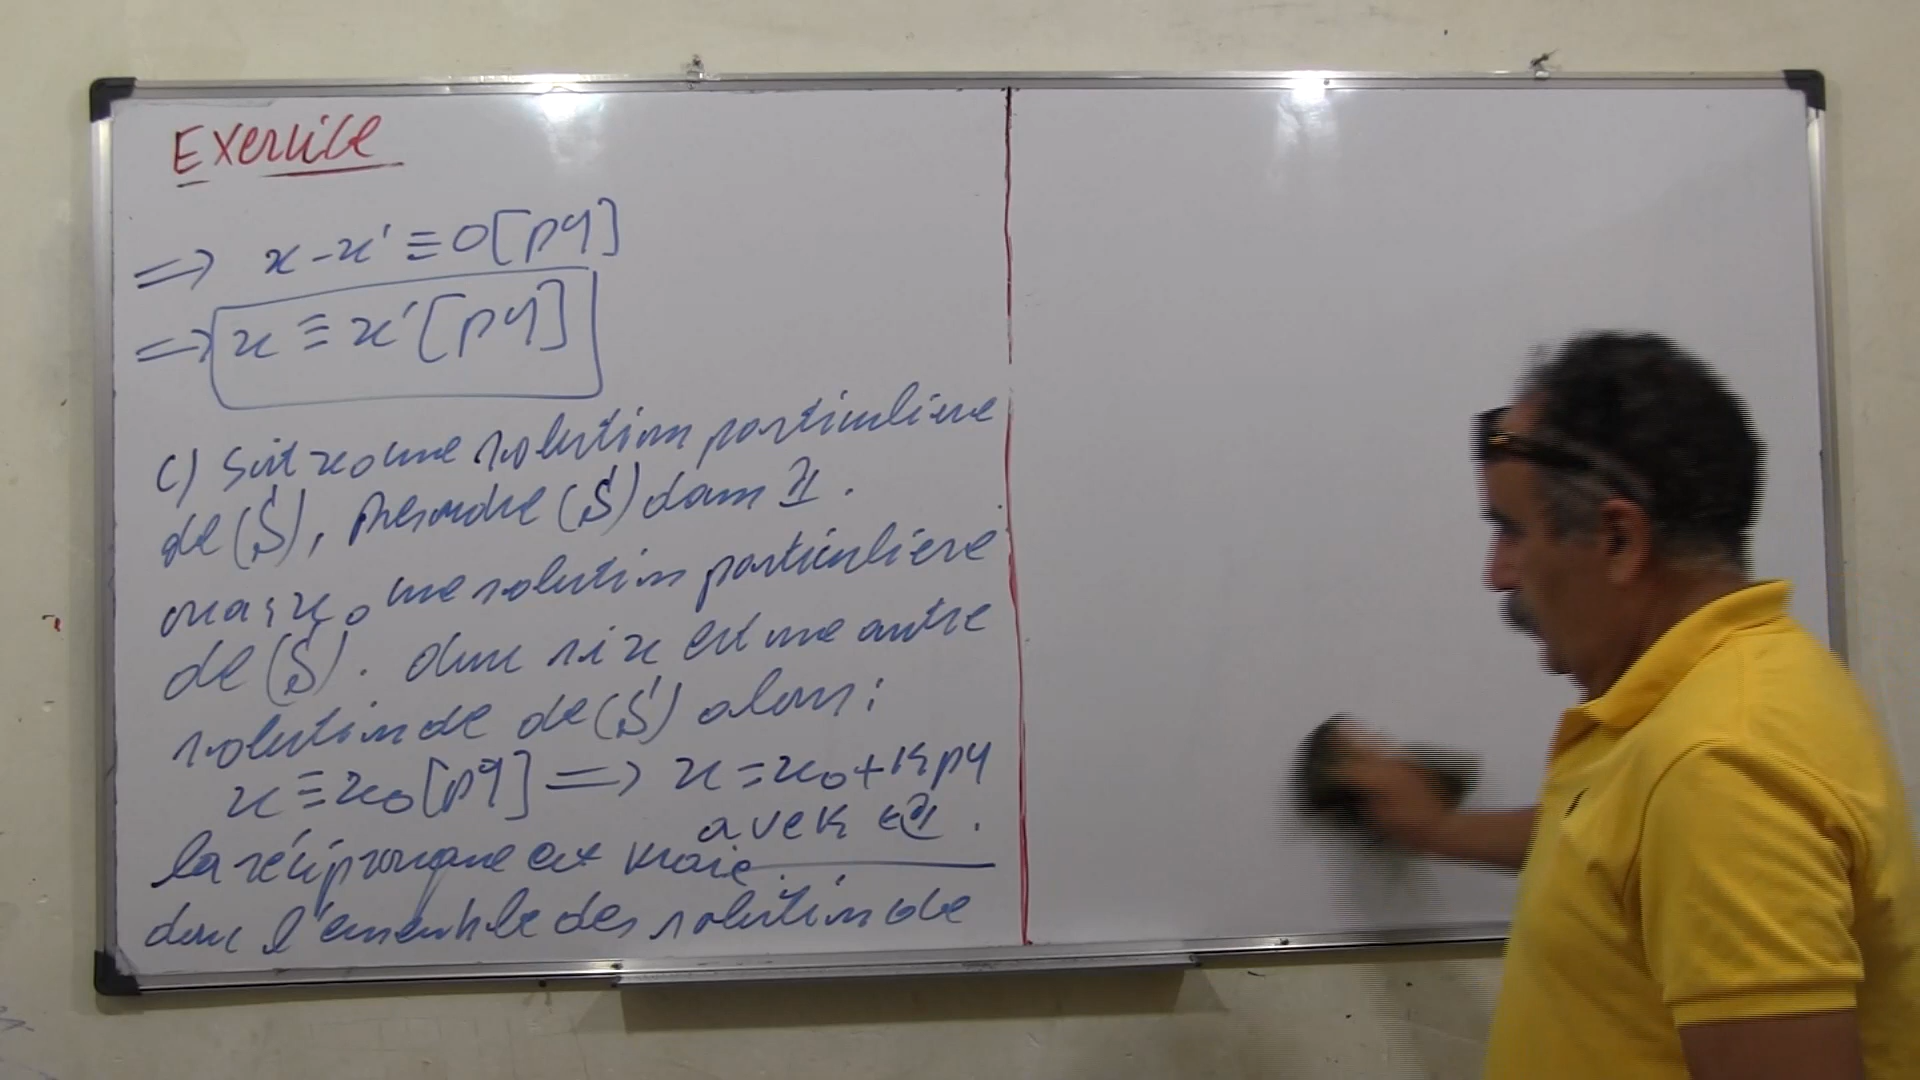 Exercice
=> x - x' ≡ 0 [pq]
=> x ≡ x' [pq]
c) Soit x₀ une solution particulière
de (S), résoudre (S) dans ℤ.
on a : x₀ une solution particulière
de (S). donc si x est une autre
solution de de (S) alors :
x ≡ x₀ [pq] => x = x₀ + kpq
avec k ∈ ℤ.
la réciproque est vraie
donc l'ensemble des solution de